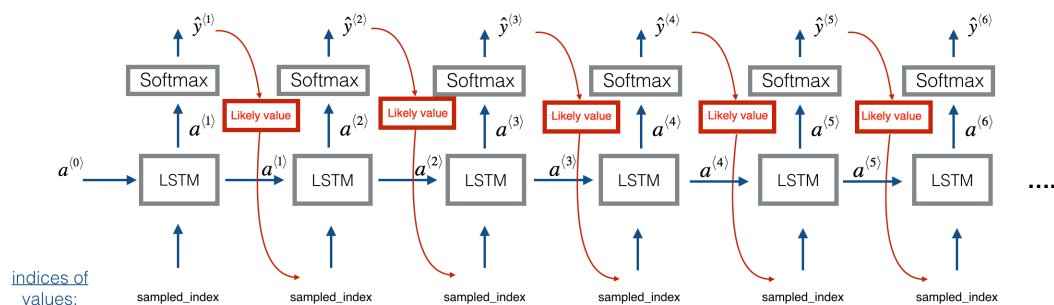 ŷ⟨1⟩ ŷ⟨2⟩ ŷ⟨3⟩ ŷ⟨4⟩ ŷ⟨5⟩ ŷ⟨6⟩
Softmax Softmax Softmax Softmax Softmax Softmax
Likely value Likely value Likely value Likely value Likely value
a⟨1⟩ a⟨2⟩ a⟨3⟩ a⟨4⟩ a⟨5⟩ a⟨6⟩
a⟨0⟩ a⟨1⟩ a⟨2⟩ a⟨3⟩ a⟨4⟩ a⟨5⟩
LSTM LSTM LSTM LSTM LSTM LSTM ....
indices of
values: sampled_index sampled_index sampled_index sampled_index sampled_index sampled_index